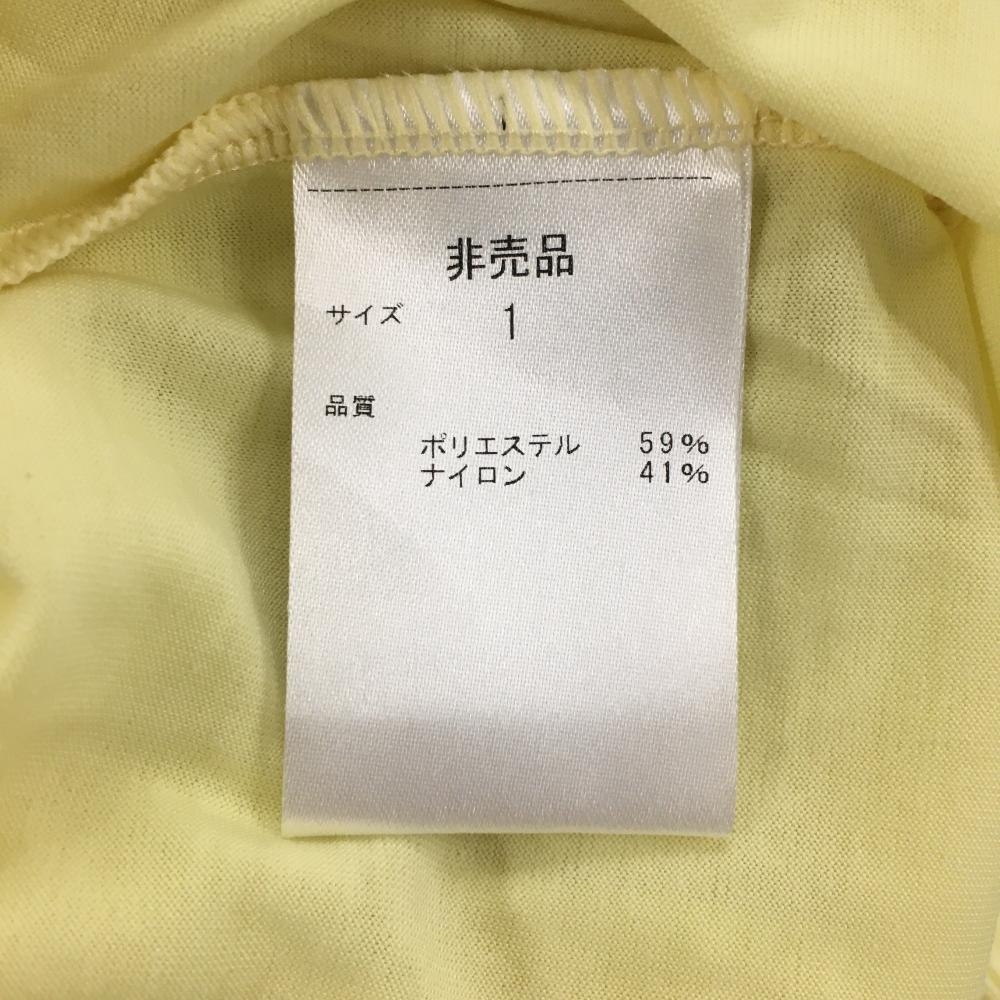 非売品
サイズ 1
品質
ポリエステル 59%
ナイロン 41%